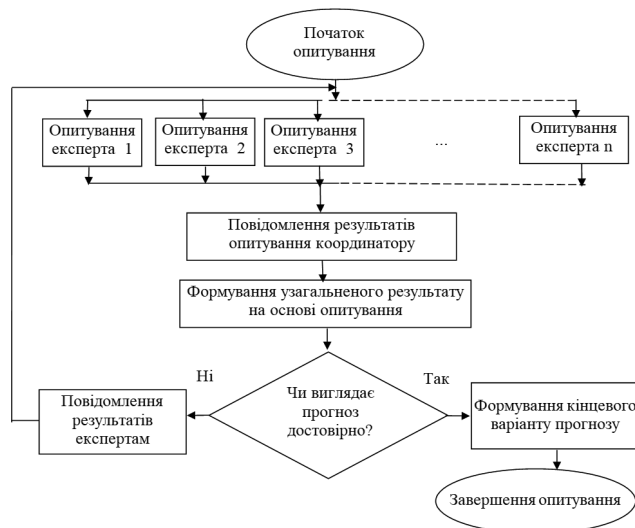 Початок
опитування
Опитування
експерта 1
Опитування
експерта 2
Опитування
експерта 3
...
Опитування
експерта n
Повідомлення результатів
опитування координатору
Формування узагальненого результату
на основі опитування
Ні
Чи виглядає
прогноз
достовірно?
Так
Повідомлення
результатів
експертам
Формування кінцевого
варіанту прогнозу
Завершення опитування